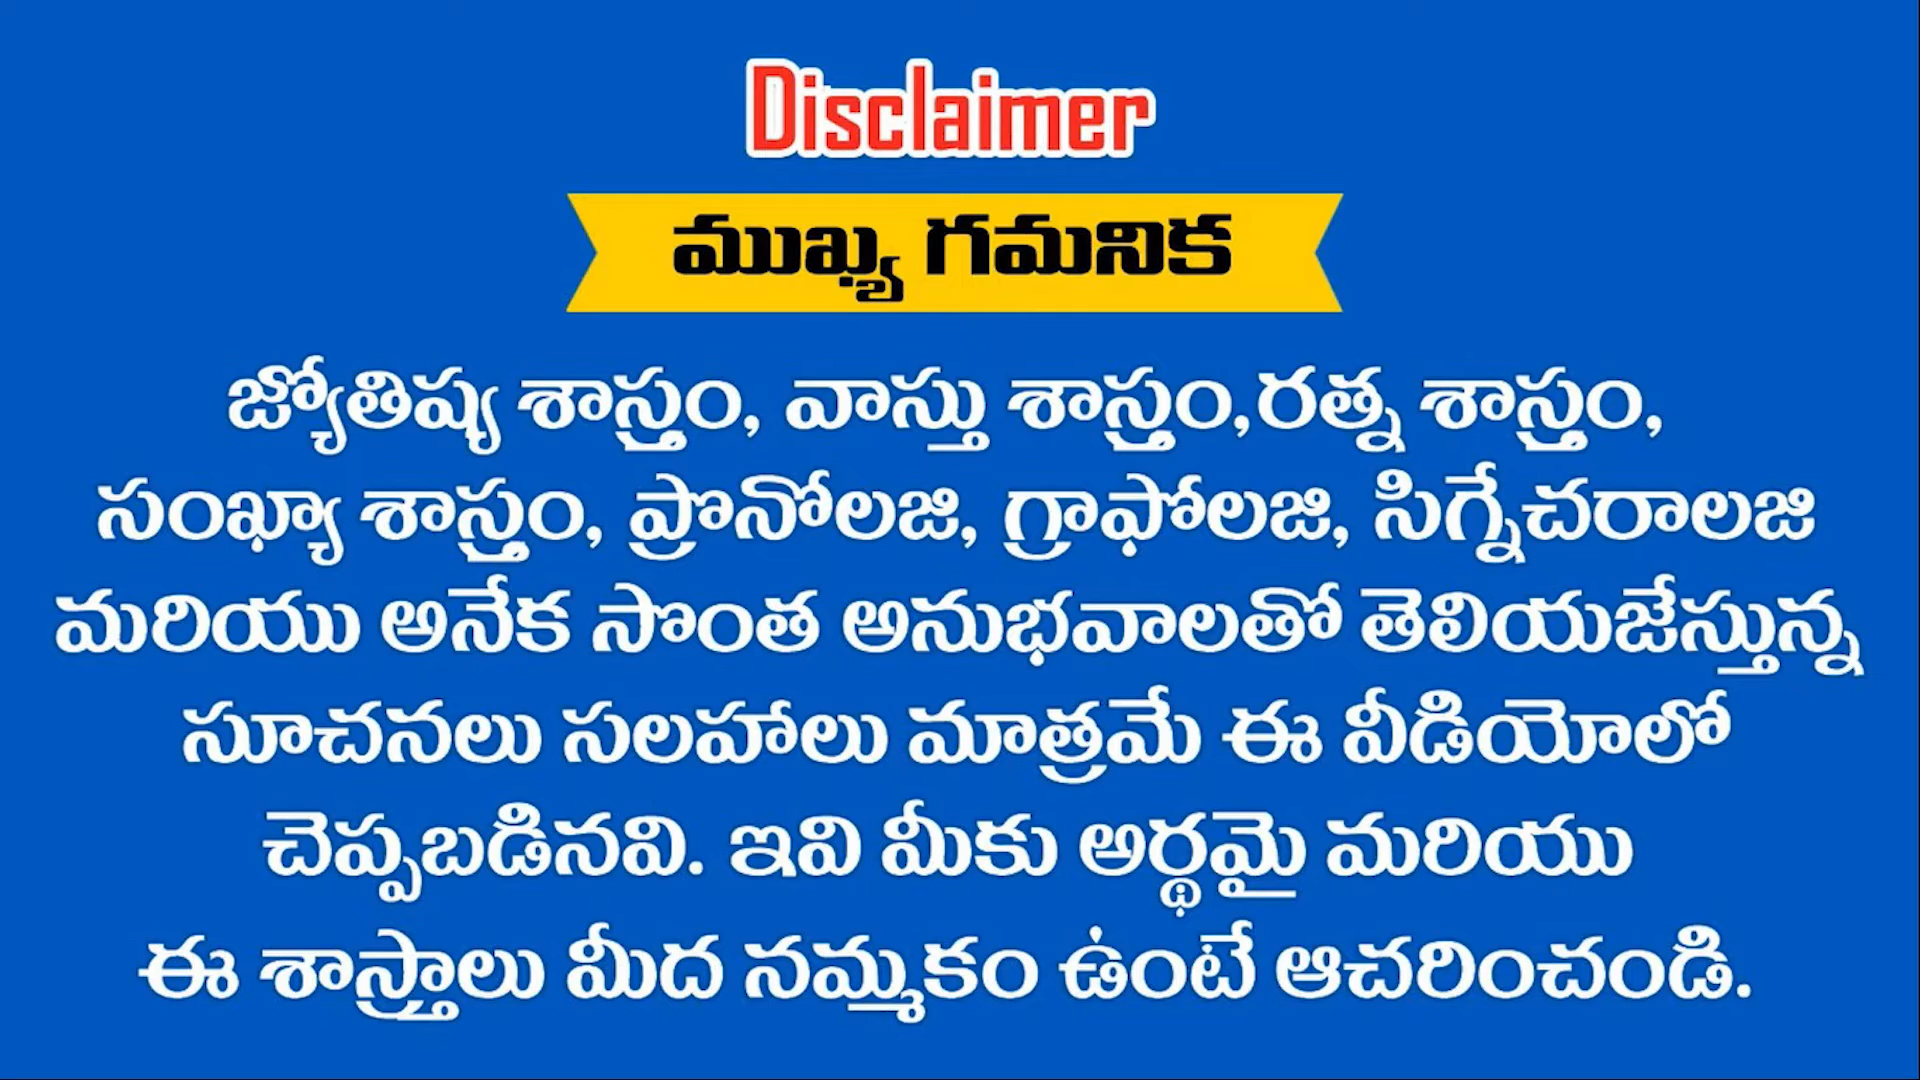 Disclaimer
ముఖ్య గమనిక
జ్యోతిష్య శాస్త్రం, వాస్తు శాస్త్రం,రత్న శాస్త్రం,
సంఖ్యా శాస్త్రం, ప్రొనోలజి, గ్రాఫోలజి, సిగ్నేచరాలజి
మరియు అనేక సొంత అనుభవాలతో తెలియజేస్తున్న
సూచనలు సలహాలు మాత్రమే ఈ వీడియోలో
చెప్పబడినవి. ఇవి మీకు అర్థమై మరియు
ఈ శాస్త్రాలు మీద నమ్మకం ఉంటే ఆచరించండి.